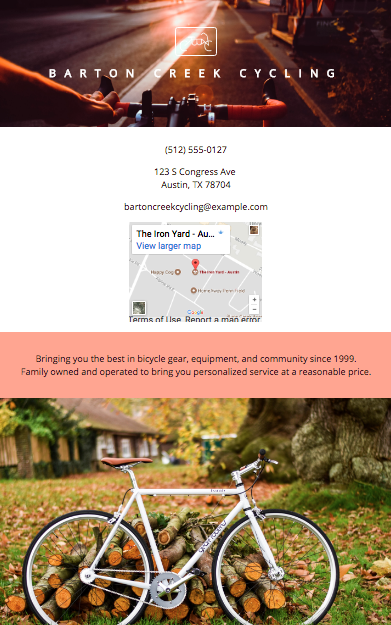 BARTON CREEK CYCLING
(512) 555-0127
123 S Congress Ave
Austin, TX 78704
bartoncreekcycling@example.com
The Iron Yard - Au...
View larger map
Happy Cog
The Iron Yard - Austin
+
−
Google
Terms of Use Report a map error
Bringing you the best in bicycle gear, equipment, and community since 1999.
Family owned and operated to bring you personalized service at a reasonable price.